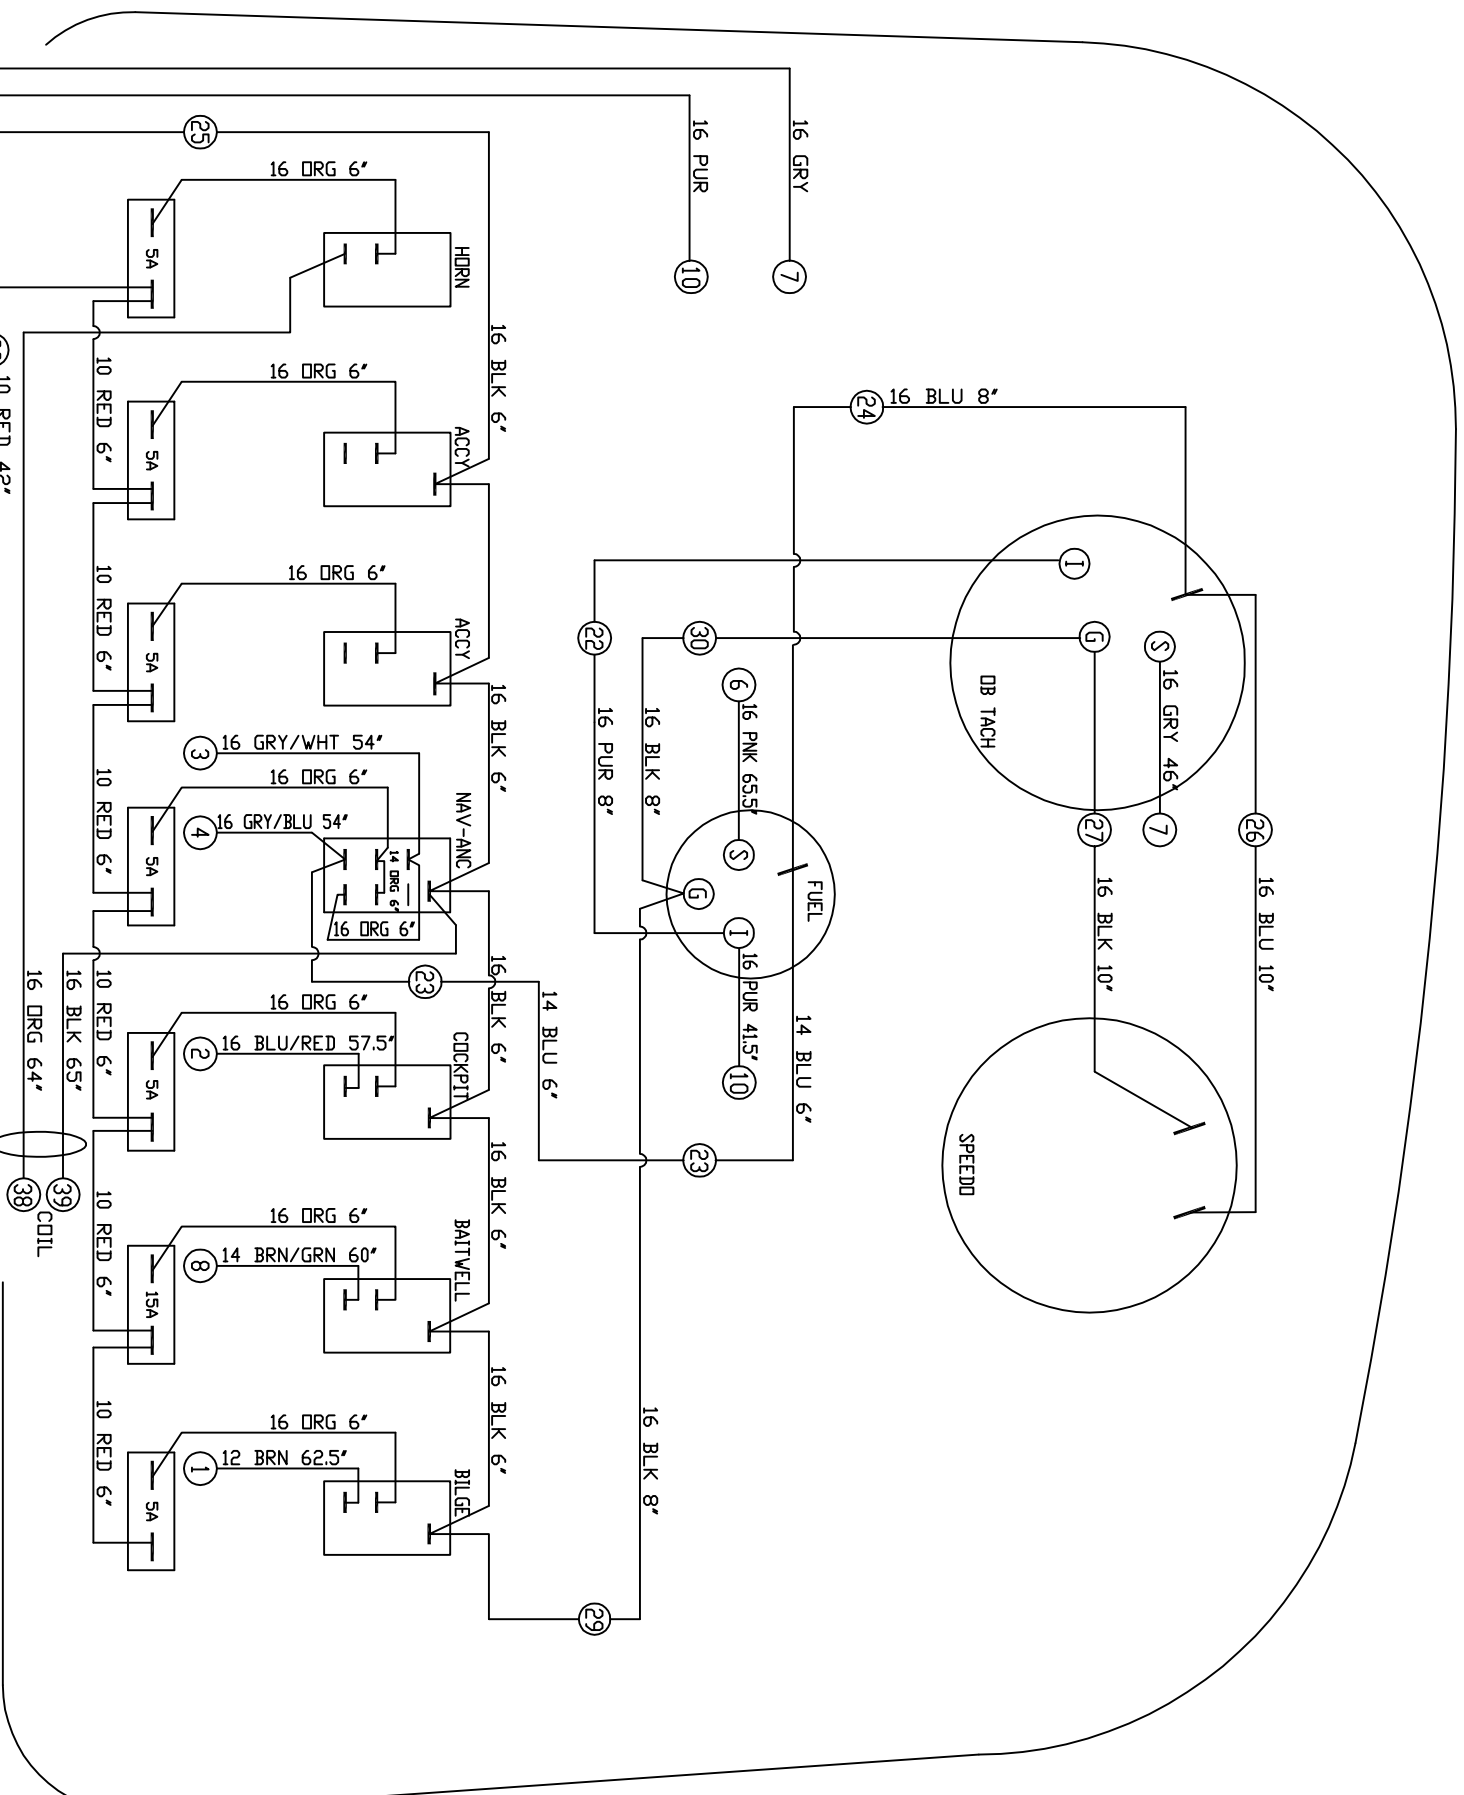 16 GRY
16 PUR
7
10
25
16 ORG 6"
5A
HORN
16 BLK 6"
10 RED 6"
10 RED 42"
16 ORG 6"
5A
ACCY
10 RED 6"
16 ORG 6"
5A
ACCY
16 BLK 6"
10 RED 6"
3
16 GRY/WHT 54"
16 ORG 6"
4
16 GRY/BLU 54"
5A
NAV-ANC
14 ORG 6"
16 ORG 6"
23
16 BLK 6"
14 BLU 6"
10 RED 6"
16 BLK 65"
16 ORG 64"
16 ORG 6"
2
16 BLU/RED 57.5"
5A
COCKPIT
16 BLK 6"
38
39
COIL
10 RED 6"
16 ORG 6"
8
14 BRN/GRN 60"
15A
BAITWELL
16 BLK 6"
10 RED 6"
16 ORG 6"
1
12 BRN 62.5"
5A
BILGE
29
16 BLK 8"
24
16 BLU 8"
I
G
S
OB TACH
16 GRY 46"
7
22
16 PUR 8"
30
16 BLK 8"
6
16 PNK 65.5"
S
G
I
FUEL
16 PUR 41.5"
10
14 BLU 6"
23
27
16 BLK 10"
26
16 BLU 10"
SPEEDO